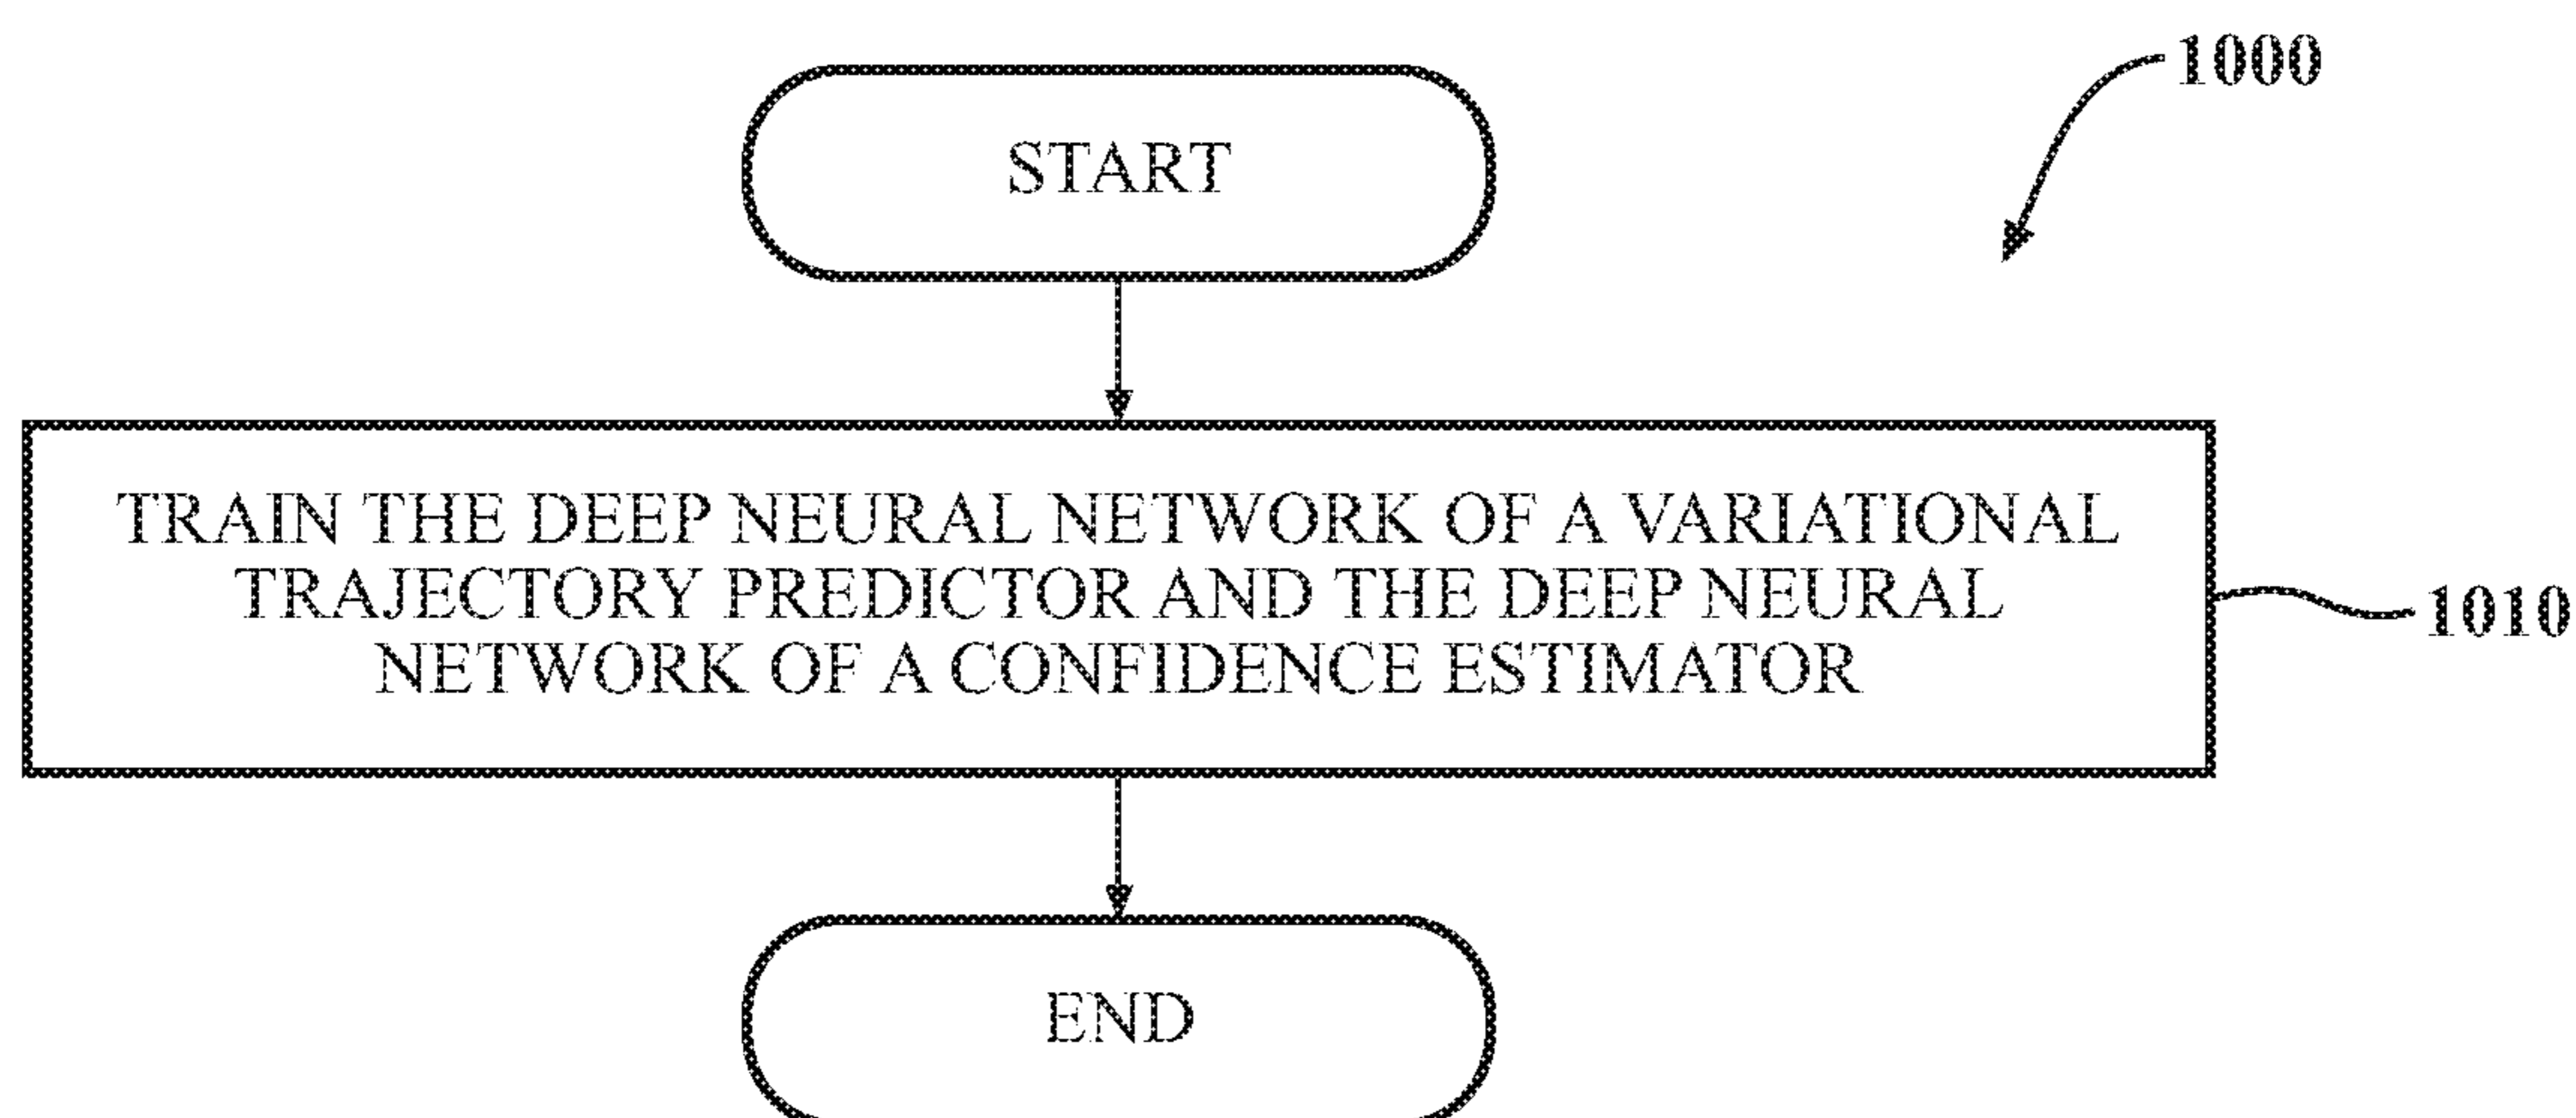 1000
START
TRAIN THE DEEP NEURAL NETWORK OF A VARIATIONAL
TRAJECTORY PREDICTOR AND THE DEEP NEURAL
NETWORK OF A CONFIDENCE ESTIMATOR
1010
END